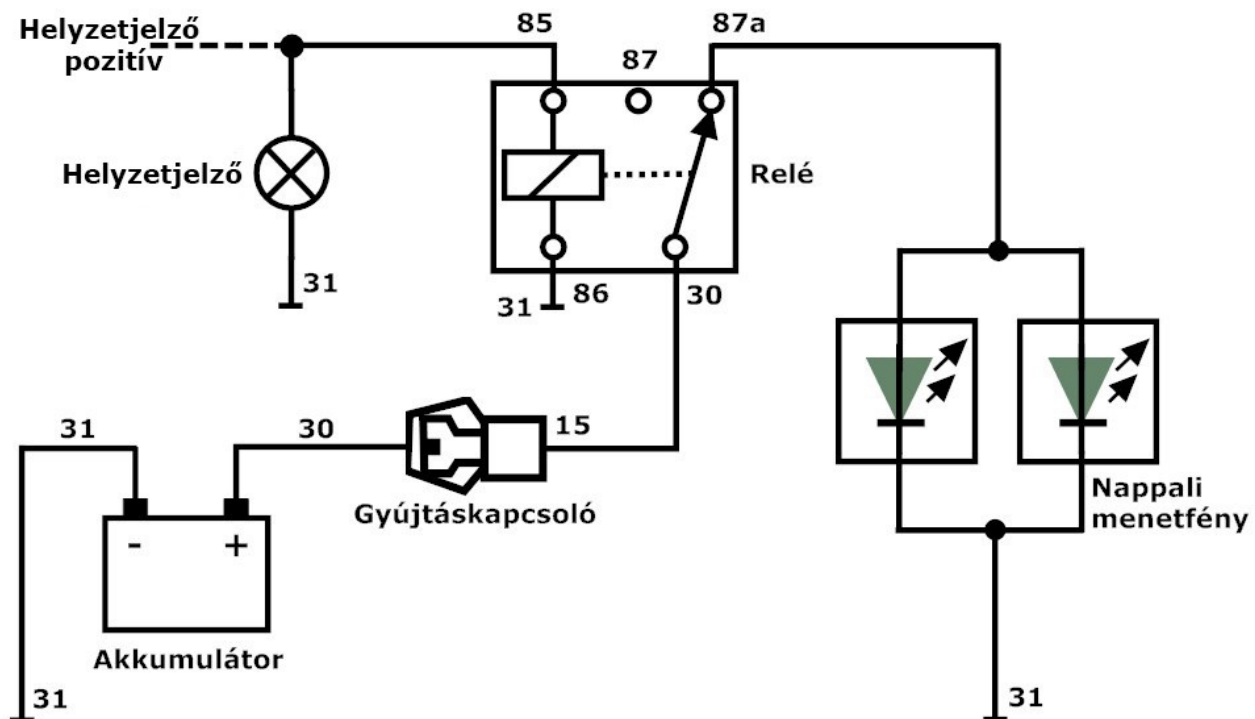 Helyzetjelző
pozitív
85
87
87a
Helyzetjelző
Relé
31
31
86
30
31
30
15
Gyújtáskapcsoló
- +
Akkumulátor
Nappali
menetfény
31
31